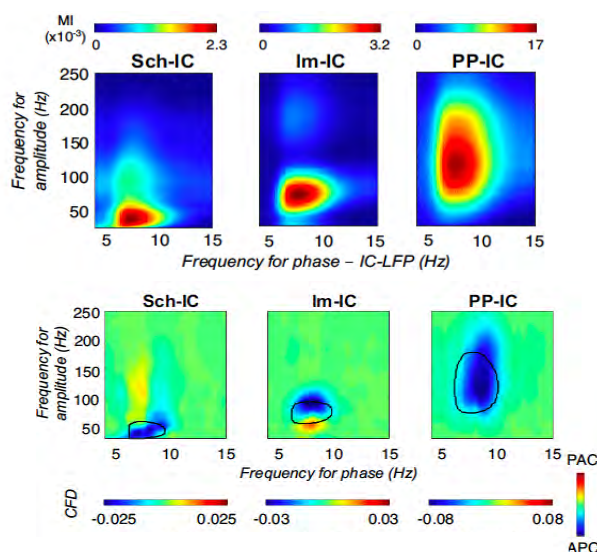 MI
(x10-3)
0 2.3 0 3.2 0 17
Sch-IC Im-IC PP-IC
Frequency for
amplitude (Hz)
250
200
150
100
50
5 10 15 5 10 15 5 10 15
Frequency for phase – IC-LFP (Hz)
Sch-IC Im-IC PP-IC
Frequency for
amplitude (Hz)
250
200
150
100
50
5 10 15 5 10 15 5 10 15
Frequency for phase (Hz)
PAC
CFD
-0.025 0.025 -0.03 0.03 -0.08 0.08
APC